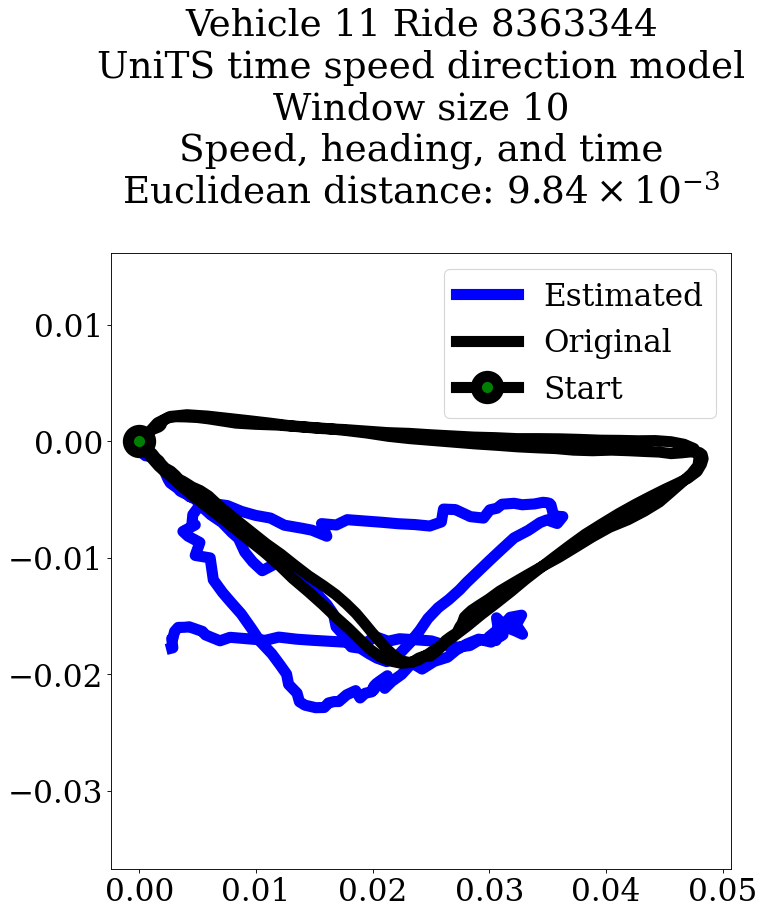 Vehicle 11 Ride 8363344
UniTS time speed direction model
Window size 10
Speed, heading, and time
Euclidean distance: 9.84 × 10⁻³
Estimated
Original
Start
0.01
0.00
−0.01
−0.02
−0.03
0.00 0.01 0.02 0.03 0.04 0.05